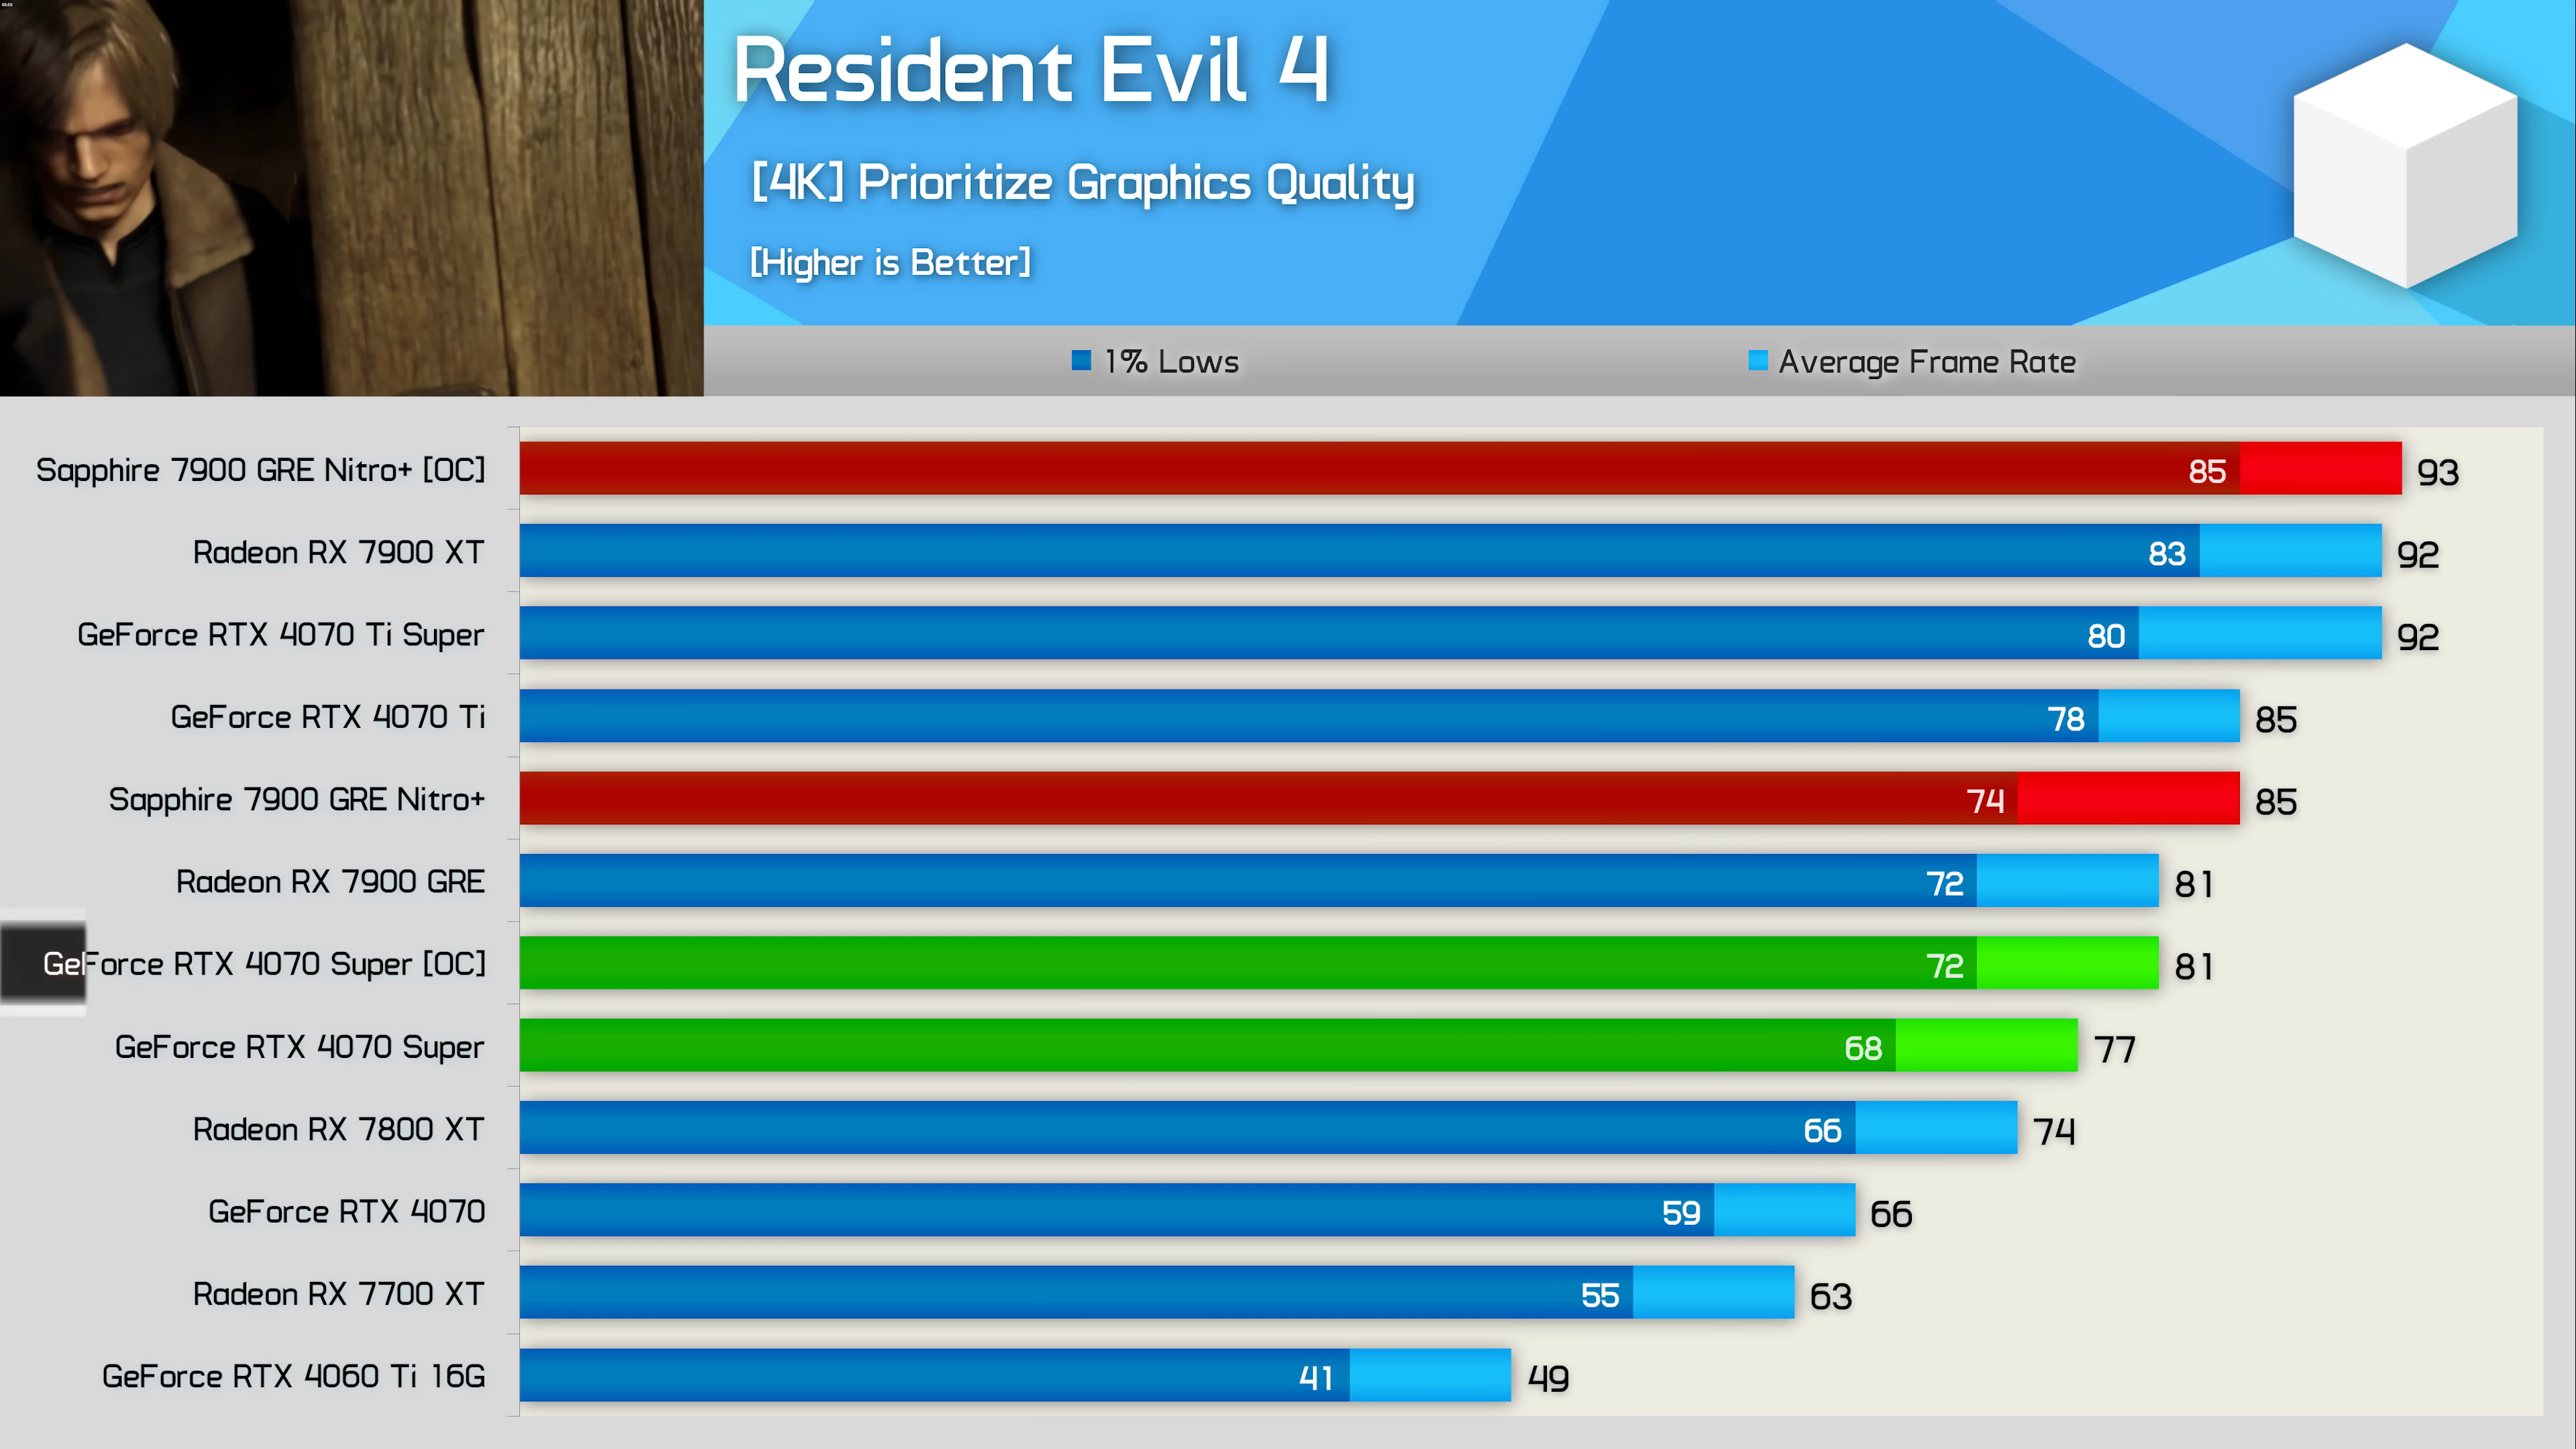 Resident Evil 4
[4K] Prioritize Graphics Quality
[Higher is Better]
1% Lows Average Frame Rate
Sapphire 7900 GRE Nitro+ [OC] 85 93
Radeon RX 7900 XT 83 92
GeForce RTX 4070 Ti Super 80 92
GeForce RTX 4070 Ti 78 85
Sapphire 7900 GRE Nitro+ 74 85
Radeon RX 7900 GRE 72 81
GeForce RTX 4070 Super [OC] 72 81
GeForce RTX 4070 Super 68 77
Radeon RX 7800 XT 66 74
GeForce RTX 4070 59 66
Radeon RX 7700 XT 55 63
GeForce RTX 4060 Ti 16G 41 49